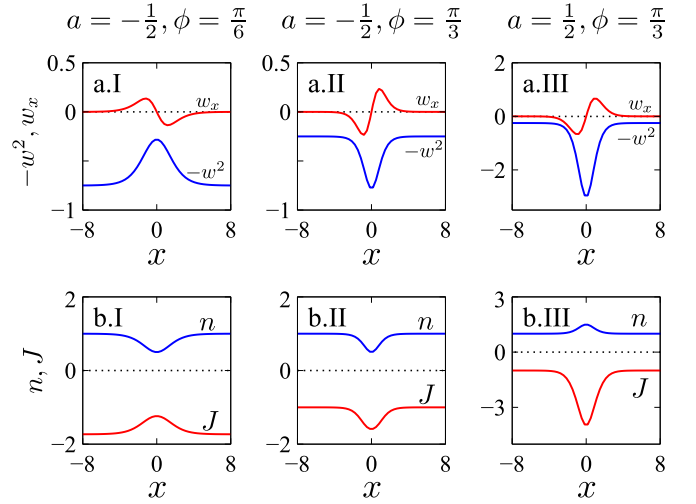 a = −1/2, ϕ = π/6 a = −1/2, ϕ = π/3 a = 1/2, ϕ = π/3
−w², wₓ
0.5 0 −1
a.I wₓ −w²
−8 0 8
x
0.5 0 −1
a.II wₓ −w²
−8 0 8
x
2 0 −2
a.III wₓ −w²
−8 0 8
x
n, J
2 0 −2
b.I n J
−8 0 8
x
2 0 −2
b.II n J
−8 0 8
x
3 0 −3
b.III n J
−8 0 8
x